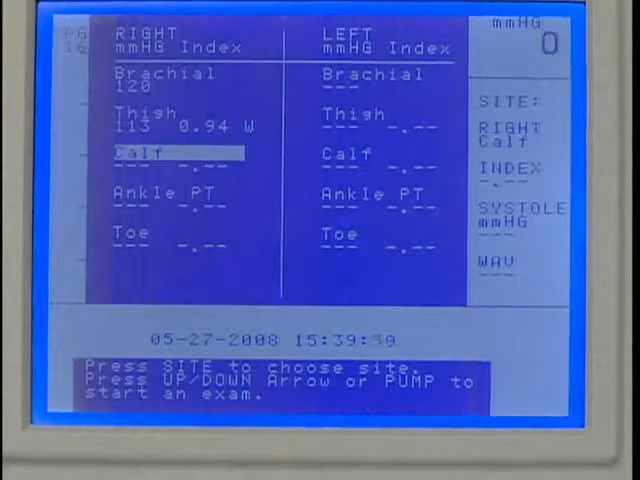 RIGHT
mmHG Index
Brachial
120
Thigh
113 0.94 W
Calf
--- -.--
Ankle PT
--- -.--
Toe
--- -.--
LEFT
mmHG Index
Brachial
---
Thigh
--- -.--
Calf
--- -.--
Ankle PT
--- -.--
Toe
--- -.--
mmHG
0
SITE:
RIGHT
Calf
INDEX
-.--
SYSTOLE
mmHG
---
WAV
---
05-27-2008 15:39:
Press SITE to choose site.
Press UP/DOWN Arrow or PUMP to
start an exam.